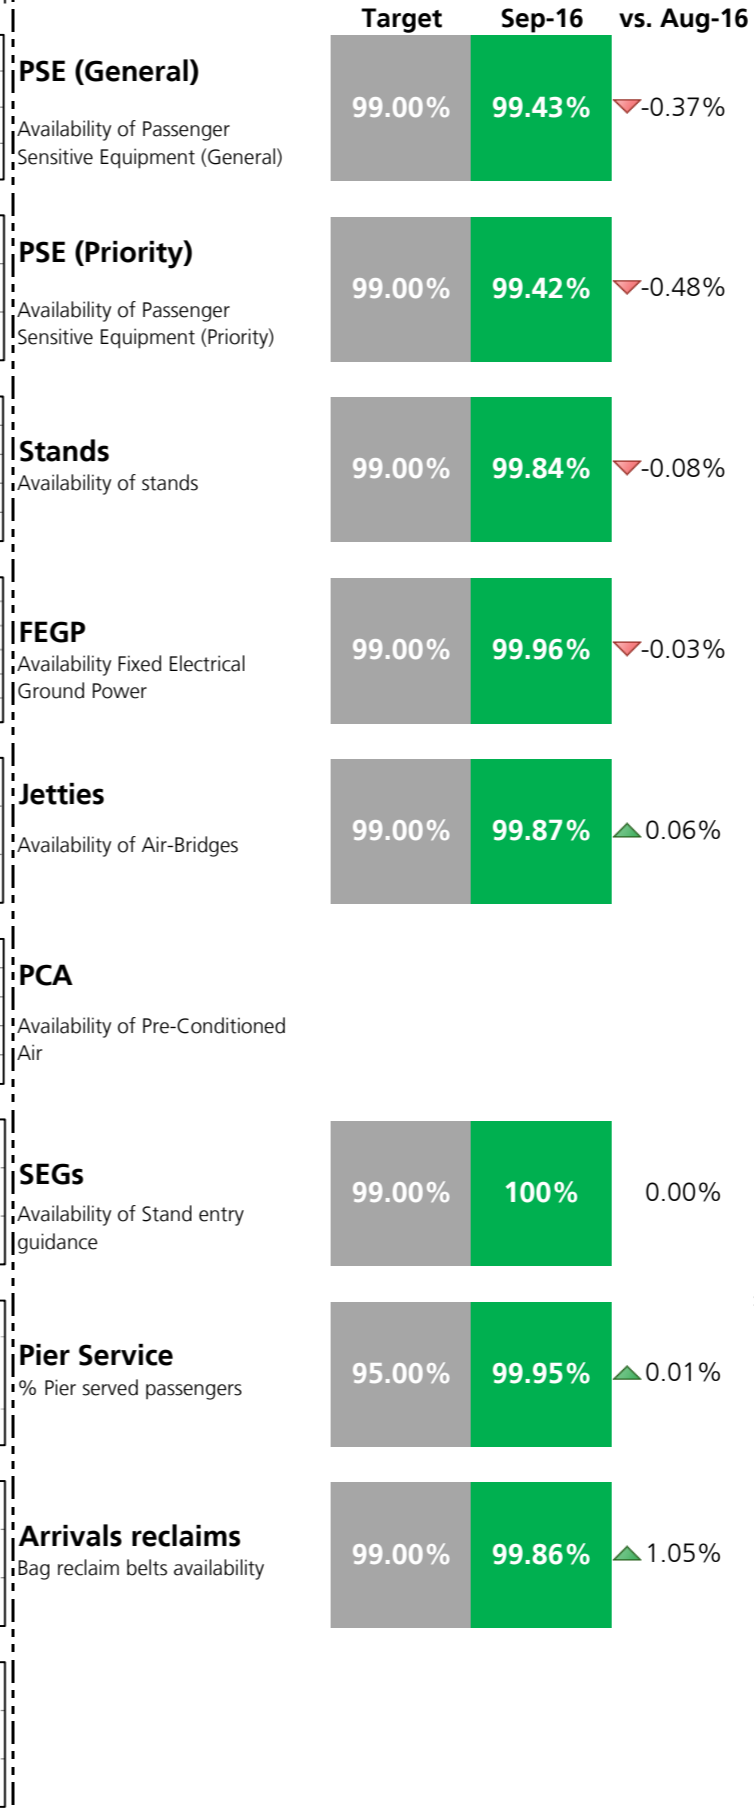 Target Sep-16 vs. Aug-16
PSE (General)
99.00% 99.43% -0.37%
Availability of Passenger
Sensitive Equipment (General)
PSE (Priority)
99.00% 99.42% -0.48%
Availability of Passenger
Sensitive Equipment (Priority)
Stands
99.00% 99.84% -0.08%
Availability of stands
FEGP
99.00% 99.96% -0.03%
Availability Fixed Electrical
Ground Power
Jetties
99.00% 99.87% 0.06%
Availability of Air-Bridges
PCA
Availability of Pre-Conditioned
Air
SEGs
99.00% 100% 0.00%
Availability of Stand entry
guidance
Pier Service
95.00% 99.95% 0.01%
% Pier served passengers
Arrivals reclaims
99.00% 99.86% 1.05%
Bag reclaim belts availability